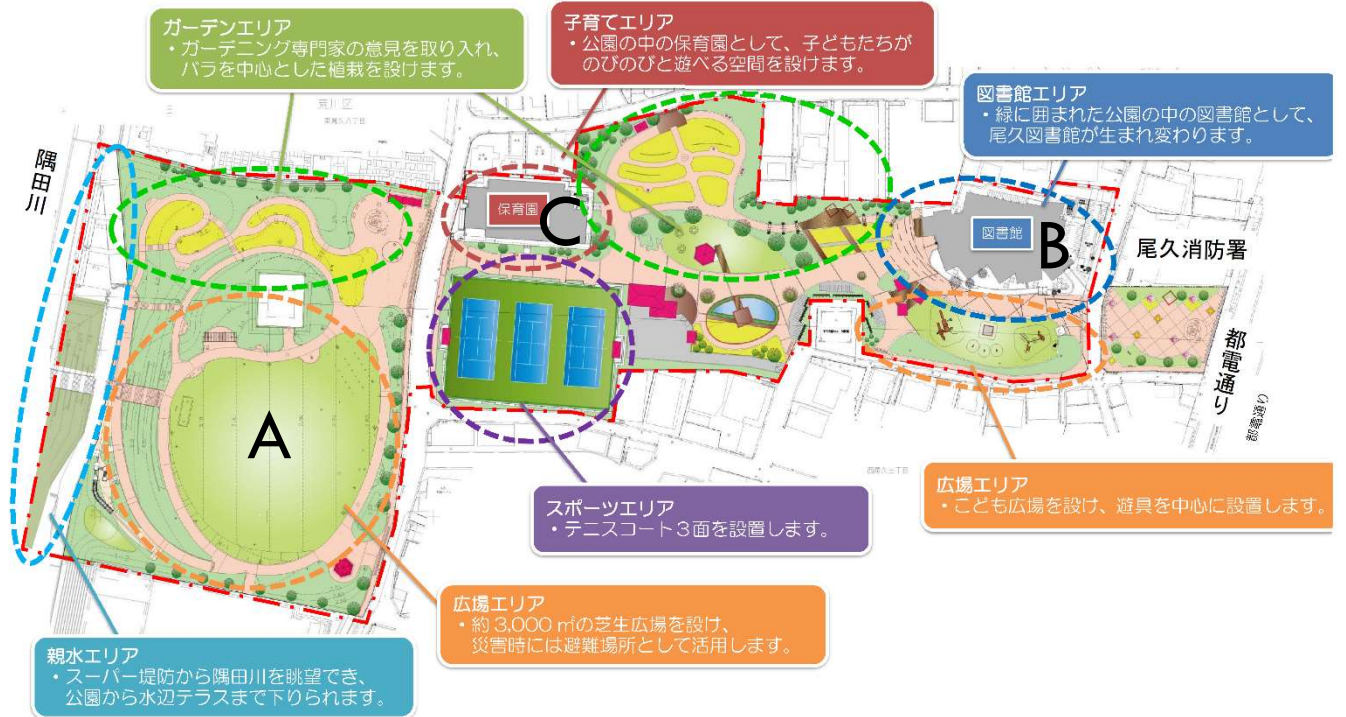 ガーデンエリア
・ガーデニング専門家の意見を取り入れ、
バラを中心とした植栽を設けます。
子育てエリア
・公園の中の保育園として、子どもたちが
のびのびと遊べる空間を設けます。
図書館エリア
・緑に囲まれた公園の中の図書館として、
尾久図書館が生まれ変わります。
荒川区
隅田川
保育園
C
図書館
B
尾久消防署
都電通り
A
スポーツエリア
・テニスコート3面を設置します。
広場エリア
・こども広場を設け、遊具を中心に設置します。
広場エリア
・約3,000㎡の芝生広場を設け、
災害時には避難場所として活用します。
親水エリア
・スーパー堤防から隅田川を眺望でき、
公園から水辺テラスまで下りられます。